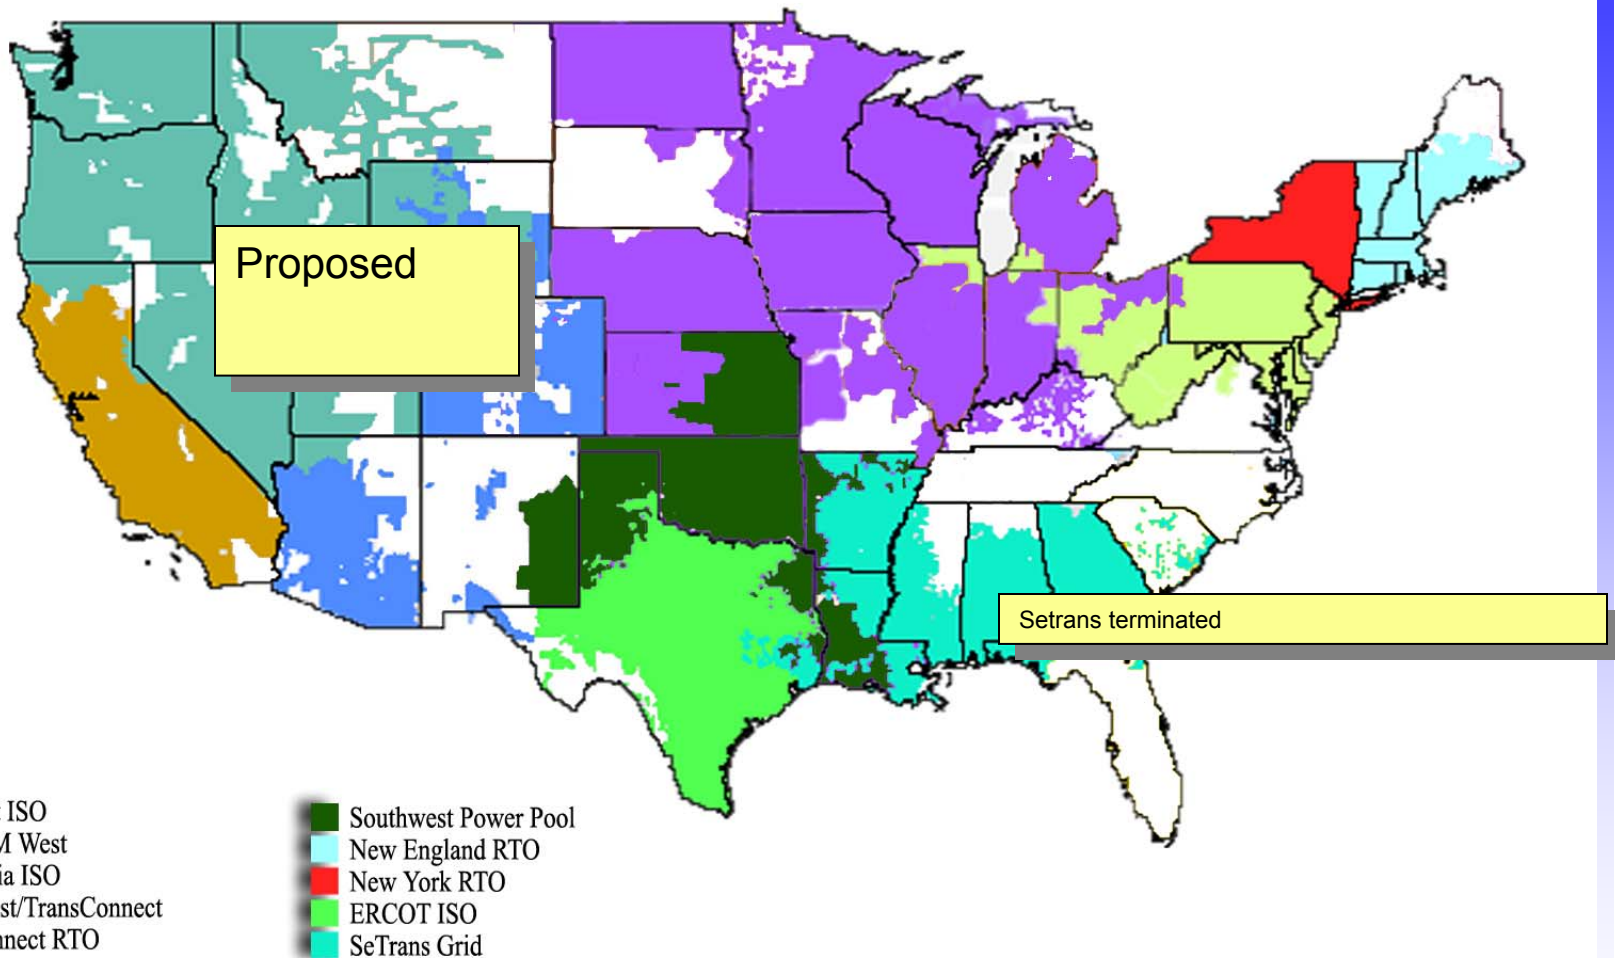 Proposed
Setrans terminated
ISO
West
ISO
TransConnect
RTO
Southwest Power Pool
New England RTO
New York RTO
ERCOT ISO
SeTrans Grid